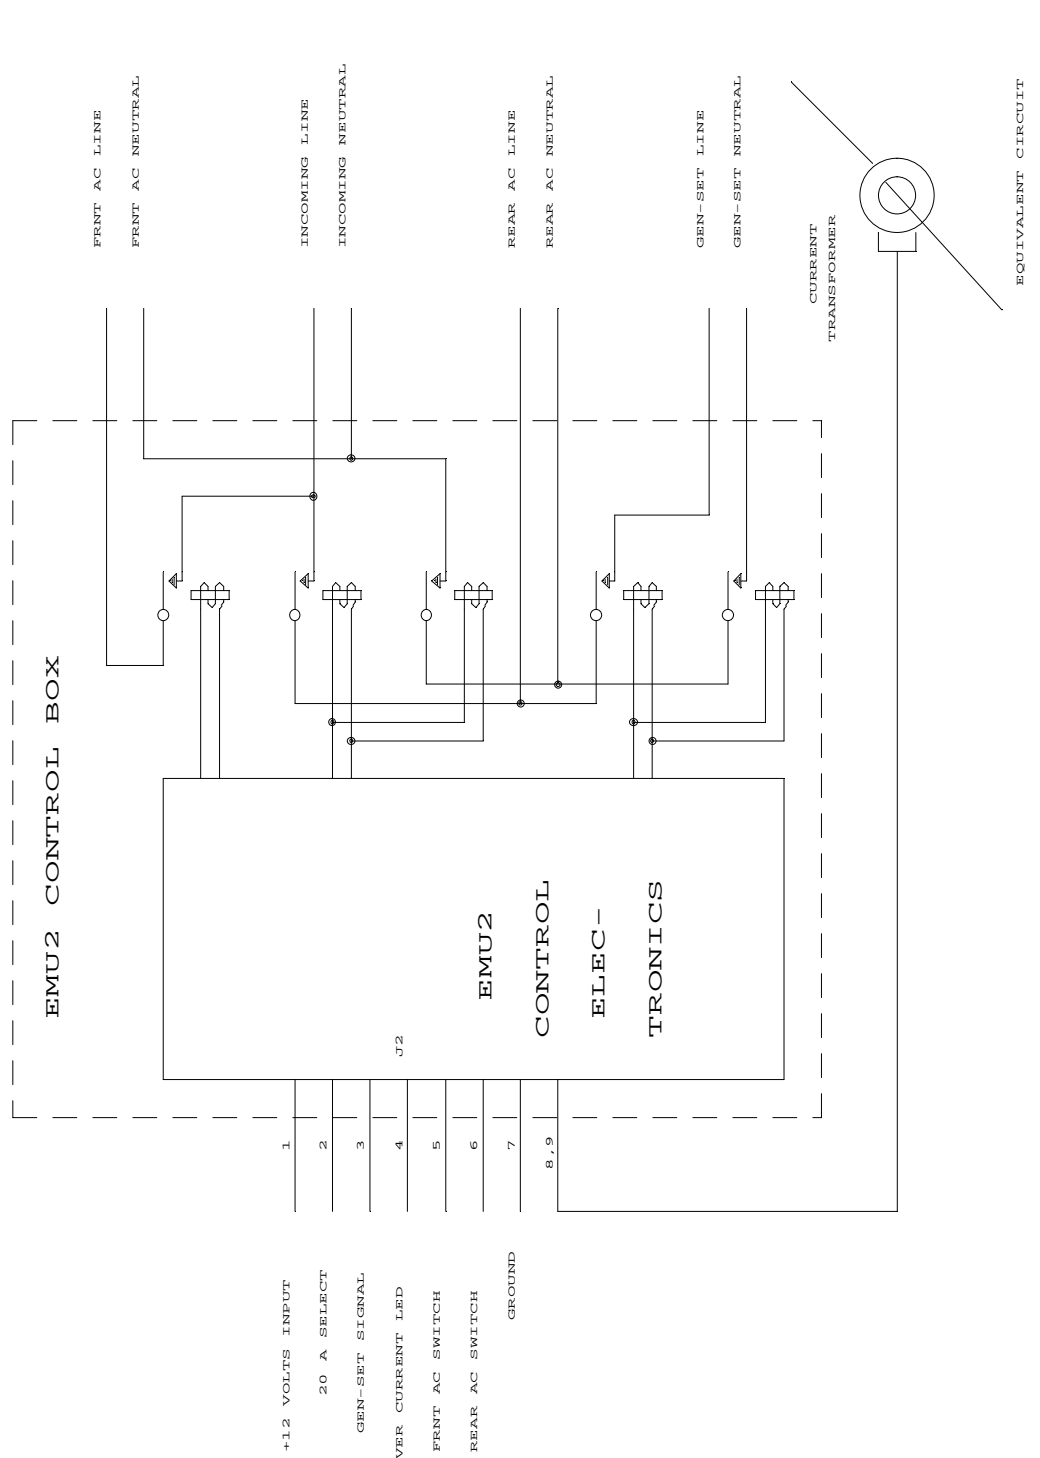 FRNT AC LINE
FRNT AC NEUTRAL
INCOMING LINE
INCOMING NEUTRAL
REAR AC LINE
REAR AC NEUTRAL
GEN-SET LINE
GEN-SET NEUTRAL
CURRENT
TRANSFORMER
EQUIVALENT CIRCUIT
EMU2 CONTROL BOX
EMU2
CONTROL
ELEC-
TRONICS
J2
1
2
3
4
5
6
7
8,9
+12 VOLTS INPUT
20 A SELECT
GEN-SET SIGNAL
VER CURRENT LED
FRNT AC SWITCH
REAR AC SWITCH
GROUND